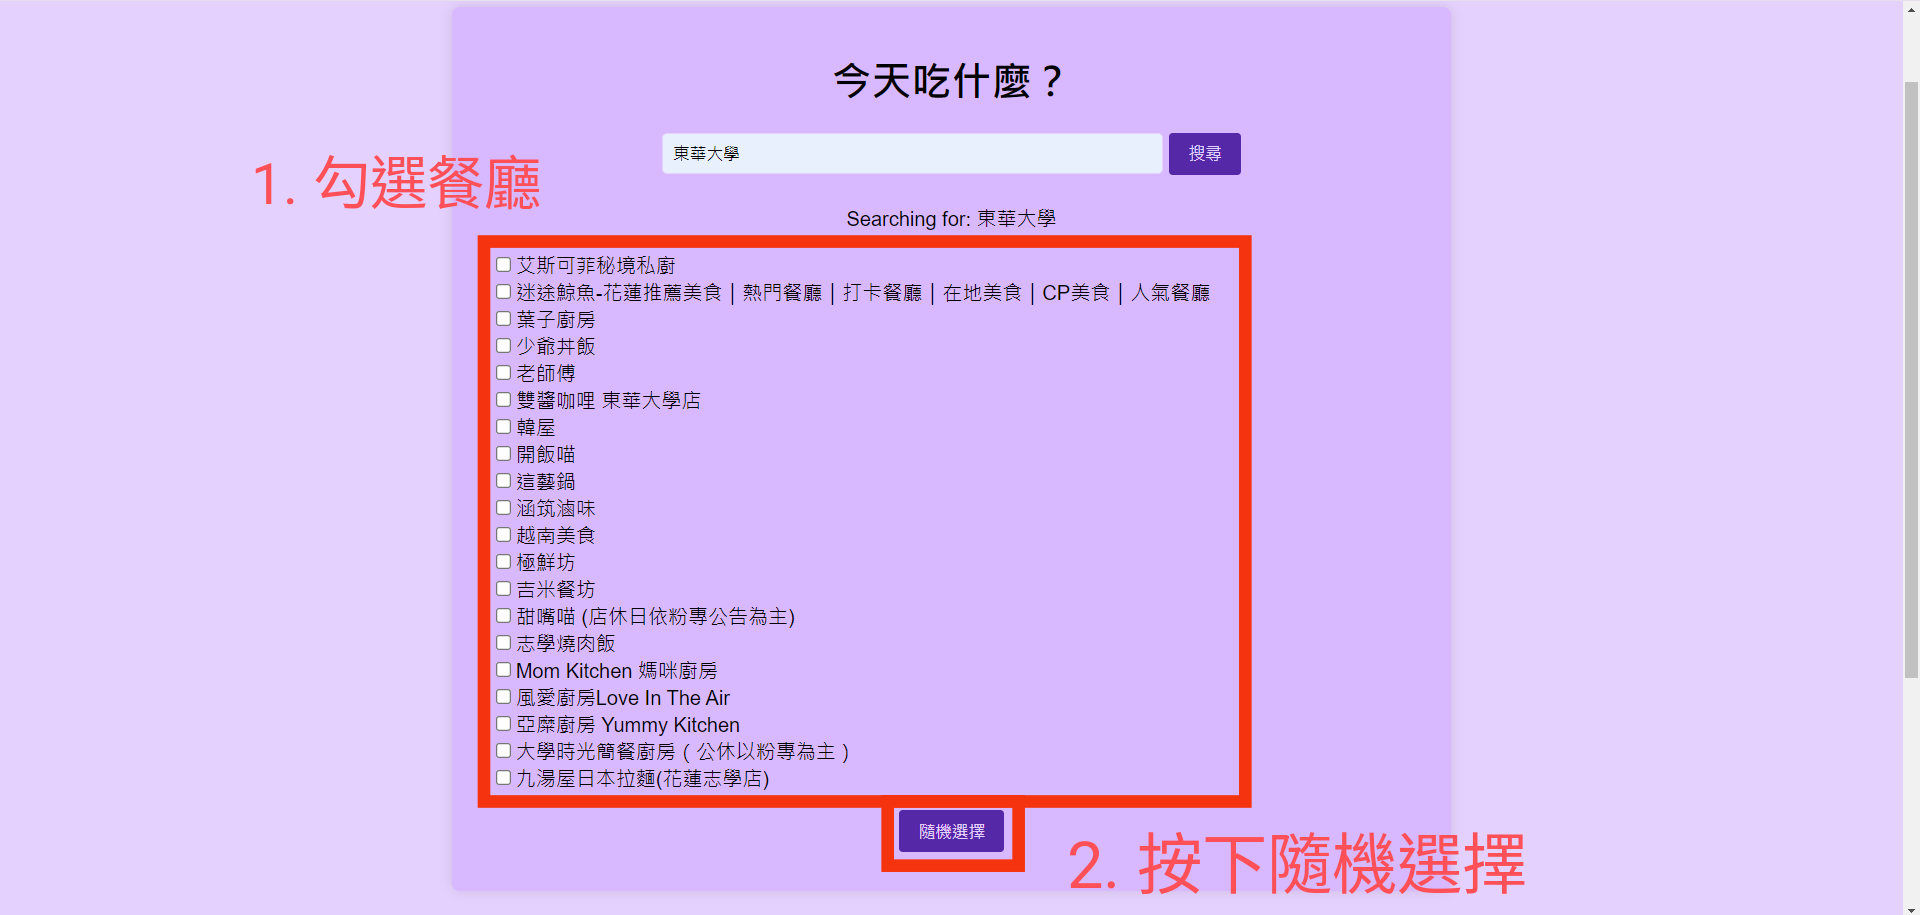 今天吃什麼？
東華大學
搜尋
1. 勾選餐廳
Searching for: 東華大學
艾斯可菲秘境私廚
迷途鯨魚-花蓮推薦美食｜熱門餐廳｜打卡餐廳｜在地美食｜CP美食｜人氣餐廳
葉子廚房
少爺丼飯
老師傅
雙醬咖哩 東華大學店
韓屋
開飯喵
這藝鍋
涵筑滷味
越南美食
極鮮坊
吉米餐坊
甜嘴喵 (店休日依粉專公告為主)
志學燒肉飯
Mom Kitchen 媽咪廚房
風愛廚房Love In The Air
亞糜廚房 Yummy Kitchen
大學時光簡餐廚房（公休以粉專為主）
九湯屋日本拉麵(花蓮志學店)
隨機選擇
2. 按下隨機選擇